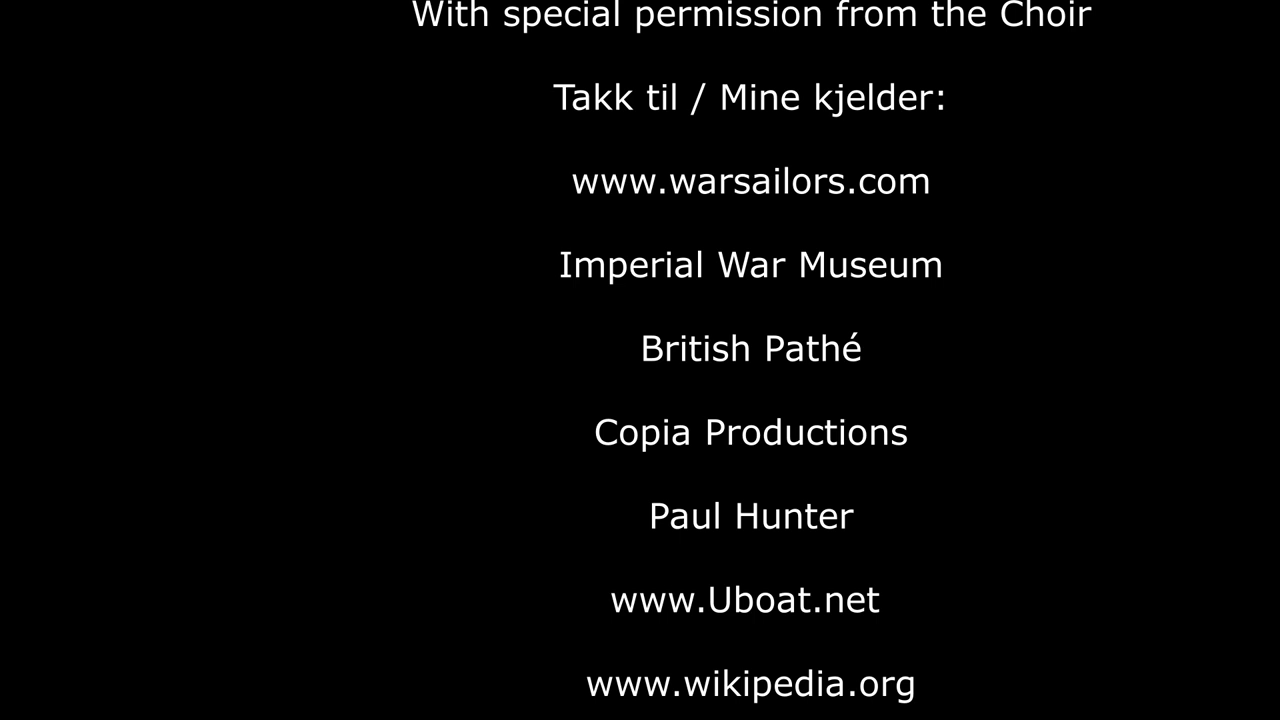 With special permission from the Choir
Takk til / Mine kjelder:
www.warsailors.com
Imperial War Museum
British Pathé
Copia Productions
Paul Hunter
www.Uboat.net
www.wikipedia.org